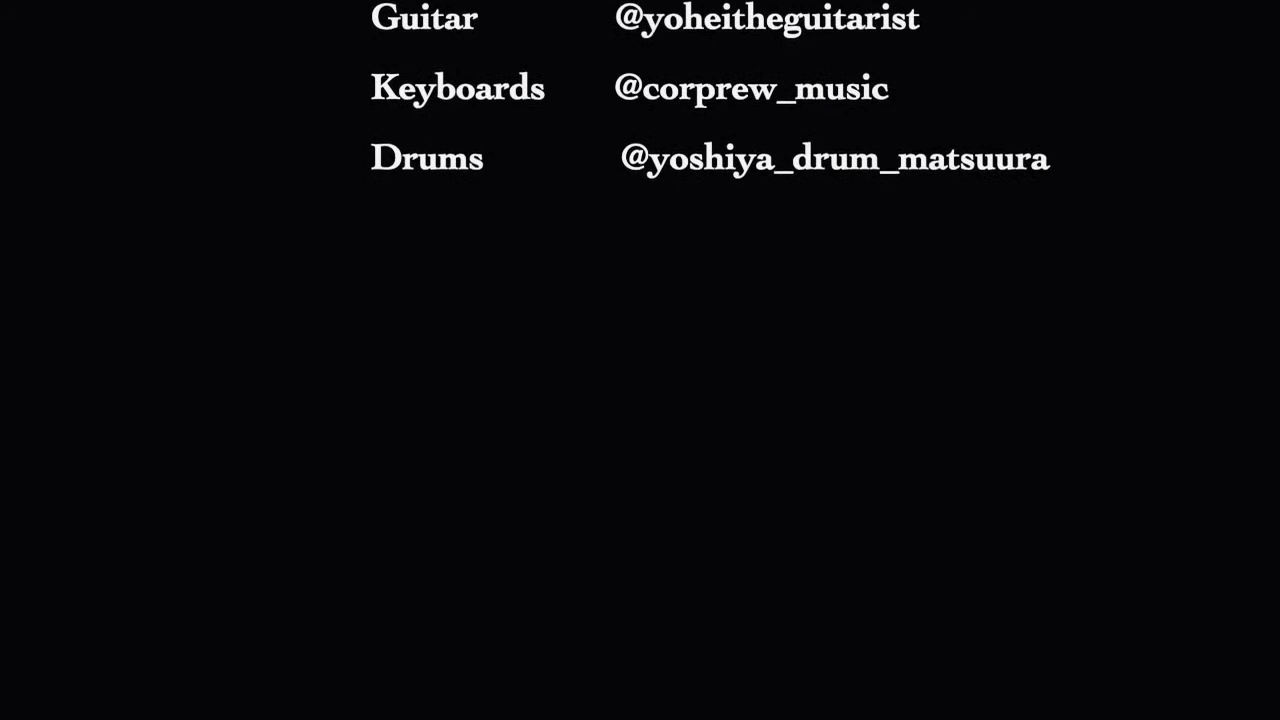 Guitar @yoheitheguitarist
Keyboards @corprew_music
Drums @yoshiya_drum_matsuura